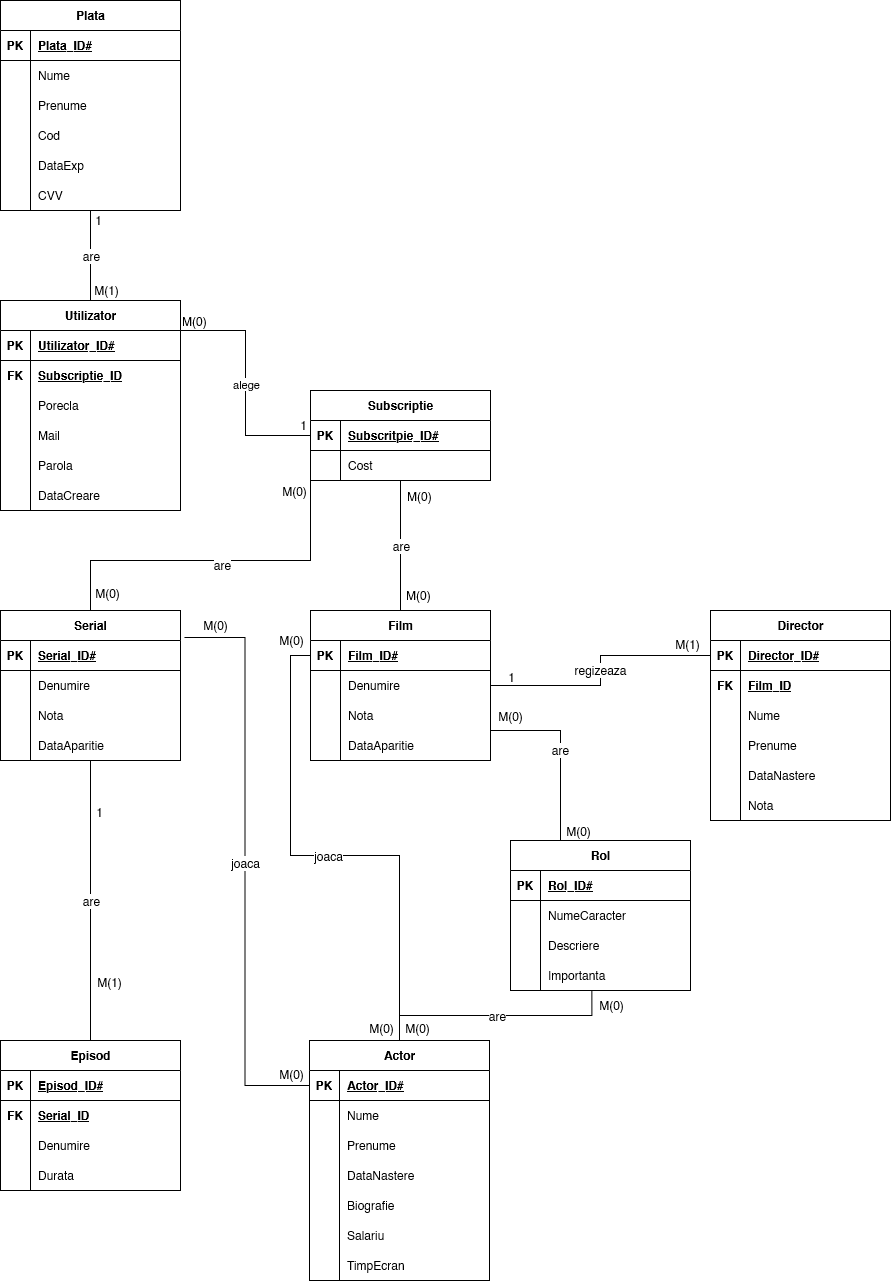 Plata
PK Plata_ID#
Nume
Prenume
Cod
DataExp
CVV
1
are
M(1)
Utilizator
PK Utilizator_ID#
FK Subscriptie_ID
Porecla
Mail
Parola
DataCreare
M(0)
alege
1
Subscriptie
PK Subscritpie_ID#
Cost
M(0)
are
M(0)
M(0)
are
M(0)
Serial
PK Serial_ID#
Denumire
Nota
DataAparitie
M(0)
joaca
M(0)
Film
PK Film_ID#
Denumire
Nota
DataAparitie
M(0)
joaca
M(0)
1
regizeaza
M(1)
Director
PK Director_ID#
FK Film_ID
Nume
Prenume
DataNastere
Nota
M(0)
are
M(0)
Rol
PK Rol_ID#
NumeCaracter
Descriere
Importanta
M(0)
are
M(0)
1
are
M(1)
Episod
PK Episod_ID#
FK Serial_ID
Denumire
Durata
Actor
PK Actor_ID#
Nume
Prenume
DataNastere
Biografie
Salariu
TimpEcran